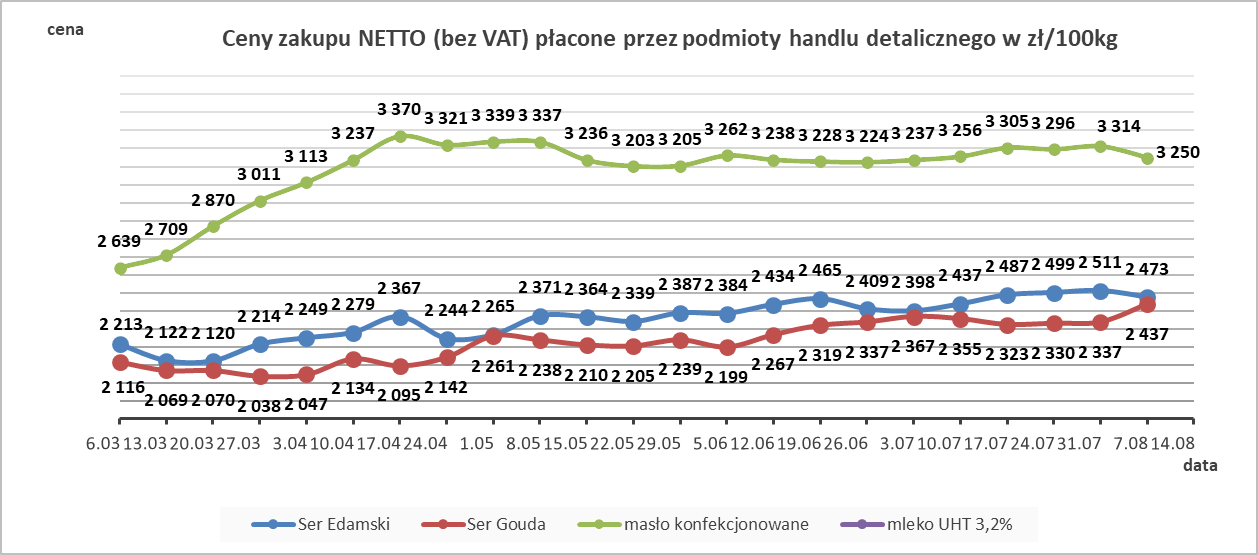 cena
Ceny zakupu NETTO (bez VAT) płacone przez podmioty handlu detalicznego w zł/100kg
2 639 2 709 2 870 3 011 3 113 3 237 3 370 3 321 3 339 3 337 3 236 3 203 3 205 3 262 3 238 3 228 3 224 3 237 3 256 3 305 3 296 3 314 3 250
2 213 2 122 2 120 2 214 2 249 2 279 2 367 2 244 2 265 2 371 2 364 2 339 2 387 2 384 2 434 2 465 2 409 2 398 2 437 2 487 2 499 2 511 2 473
2 116 2 069 2 070 2 038 2 047 2 134 2 095 2 142 2 261 2 238 2 210 2 205 2 239 2 199 2 267 2 319 2 337 2 367 2 355 2 323 2 330 2 337 2 437
6.03 13.03 20.03 27.03 3.04 10.04 17.04 24.04 1.05 8.05 15.05 22.05 29.05 5.06 12.06 19.06 26.06 3.07 10.07 17.07 24.07 31.07 7.08 14.08
data
Ser Edamski Ser Gouda masło konfekcjonowane mleko UHT 3,2%